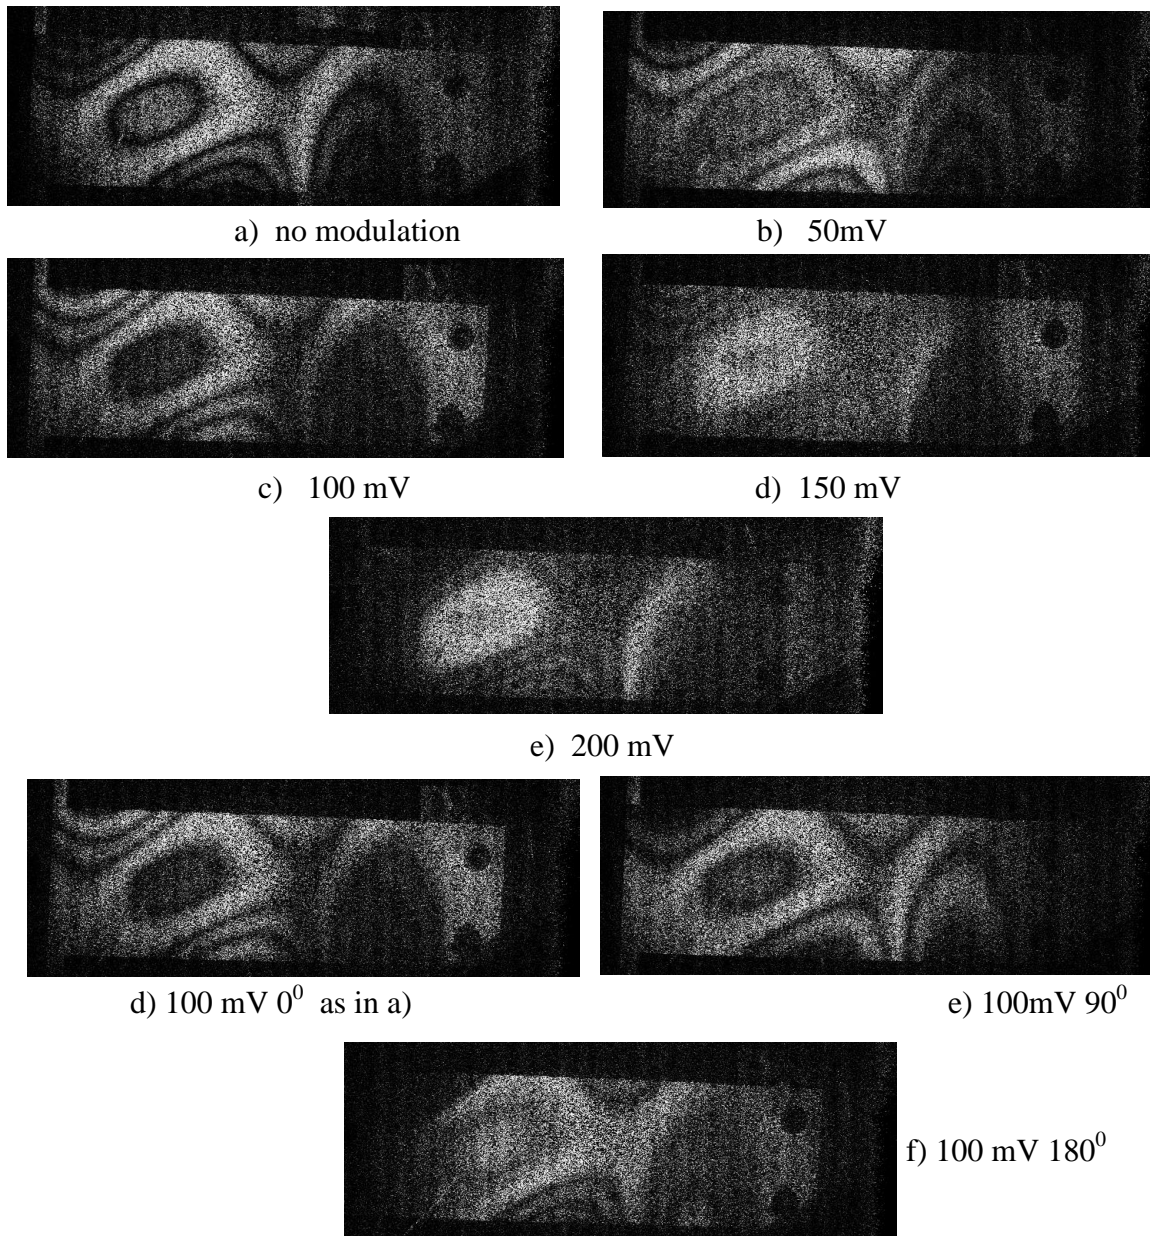 a) no modulation
b) 50mV
c) 100 mV
d) 150 mV
e) 200 mV
d) 100 mV 0⁰ as in a)
e) 100mV 90⁰
f) 100 mV 180⁰